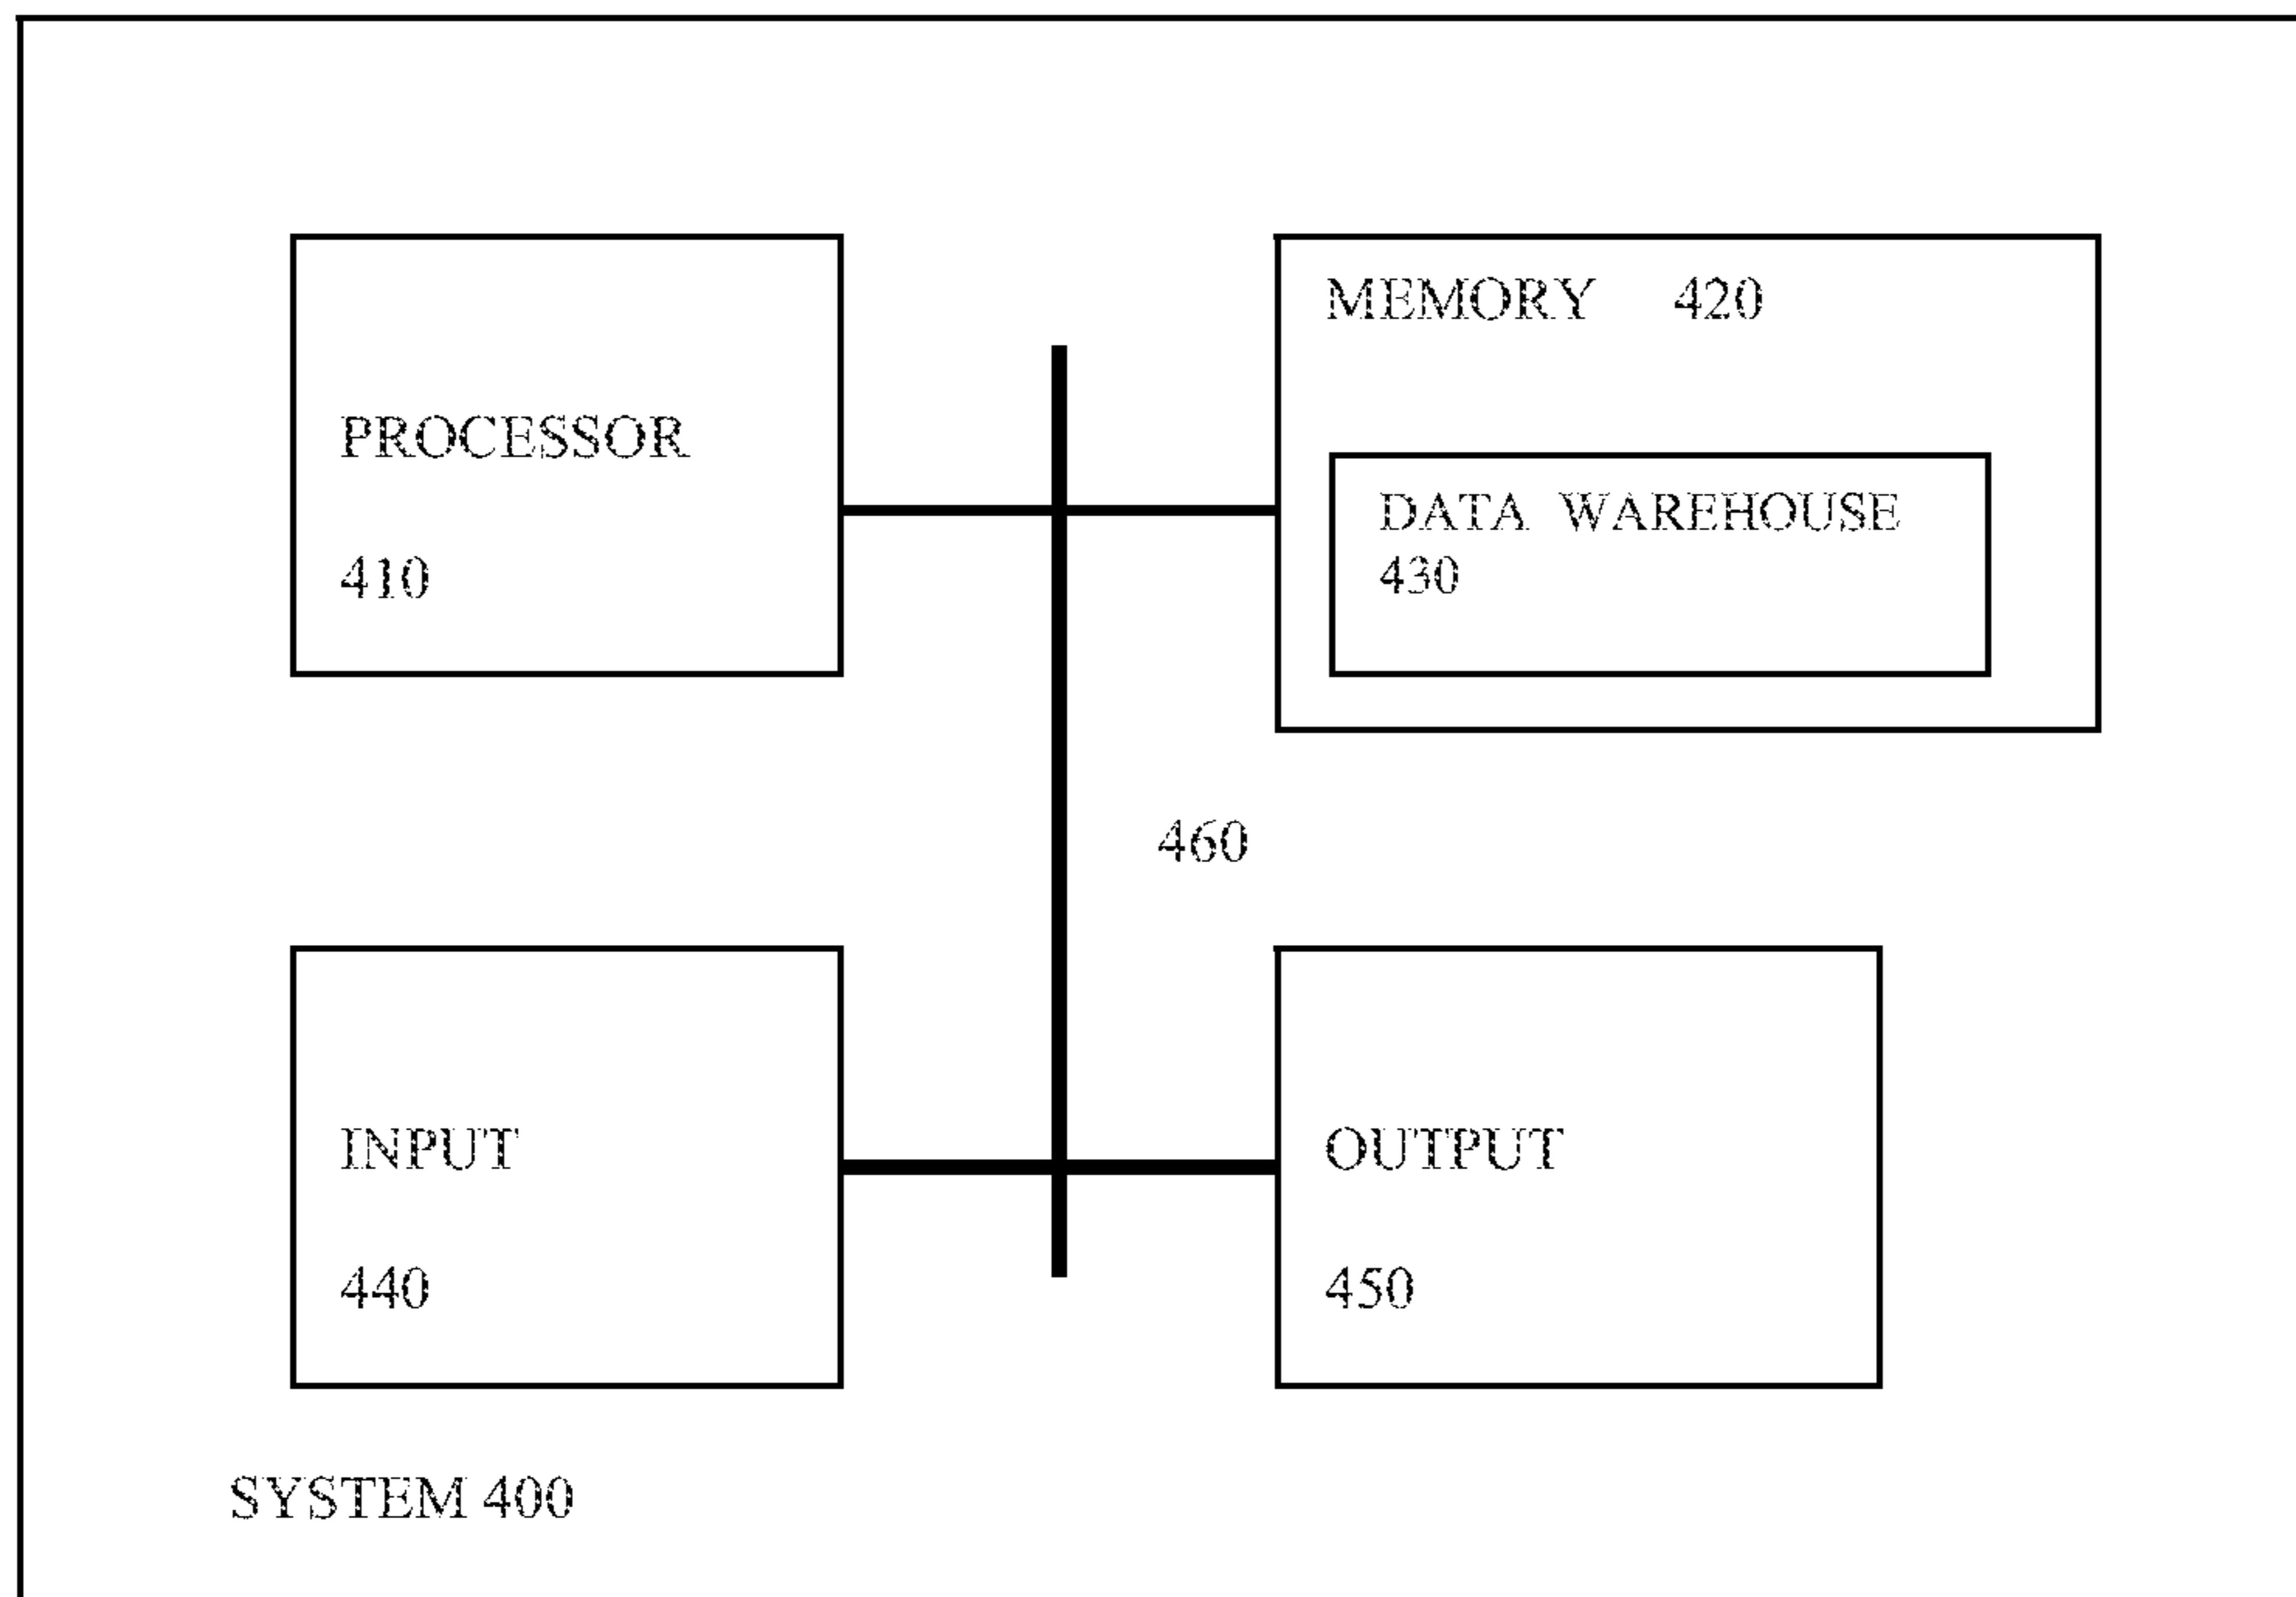 PROCESSOR
410
MEMORY 420
DATA WAREHOUSE
430
460
INPUT
440
OUTPUT
450
SYSTEM 400